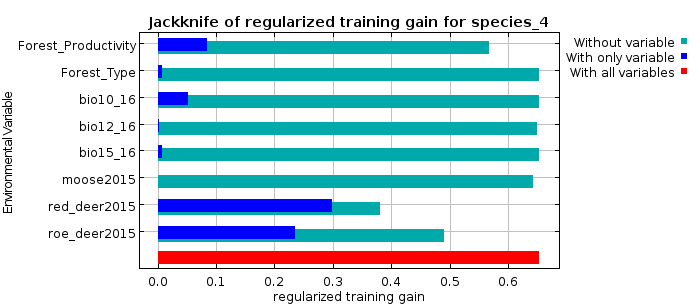 Jackknife of regularized training gain for species_4
Environmental Variable
Forest_Productivity
Forest_Type
bio10_16
bio12_16
bio15_16
moose2015
red_deer2015
roe_deer2015
0.0 0.1 0.2 0.3 0.4 0.5 0.6
regularized training gain
Without variable
With only variable
With all variables